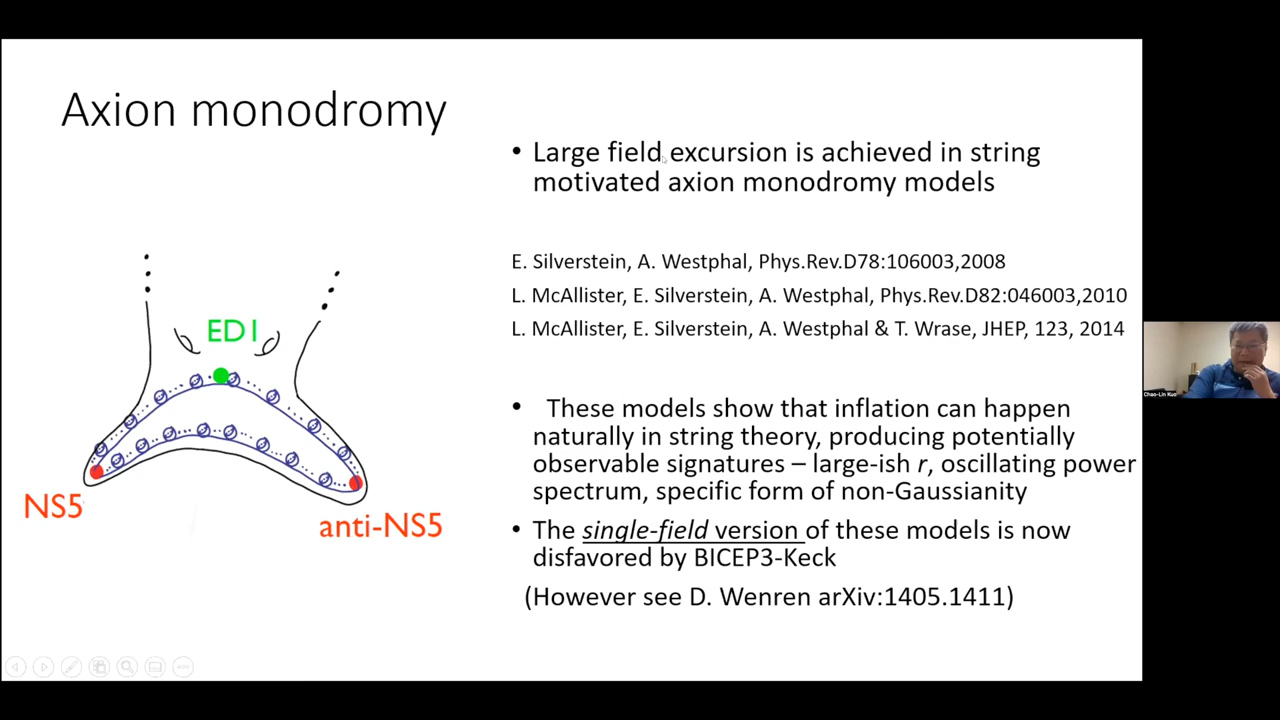 Axion monodromy
• Large field excursion is achieved in string
motivated axion monodromy models
E. Silverstein, A. Westphal, Phys.Rev.D78:106003,2008
L. McAllister, E. Silverstein, A. Westphal, Phys.Rev.D82:046003,2010
L. McAllister, E. Silverstein, A. Westphal & T. Wrase, JHEP, 123, 2014
• These models show that inflation can happen
naturally in string theory, producing potentially
observable signatures – large-ish r, oscillating power
spectrum, specific form of non-Gaussianity
• The single-field version of these models is now
disfavored by BICEP3-Keck
(However see D. Wenren arXiv:1405.1411)
ED1
NS5
anti-NS5
Chao-Lin Kuo